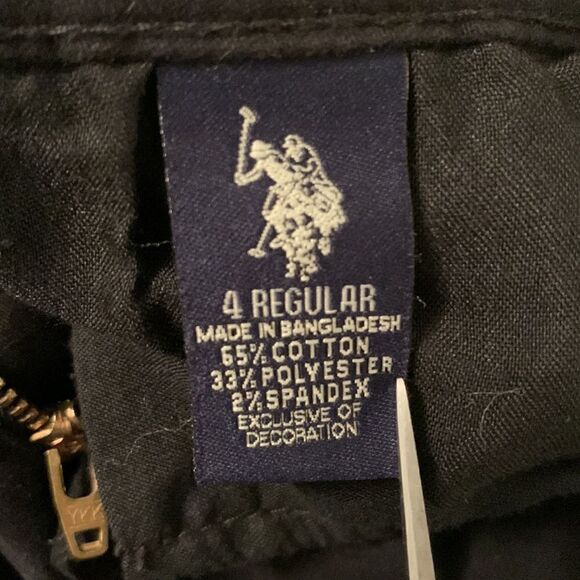 4 REGULAR
MADE IN BANGLADESH
65% COTTON
33% POLYESTER
2% SPANDEX
EXCLUSIVE OF
DECORATION